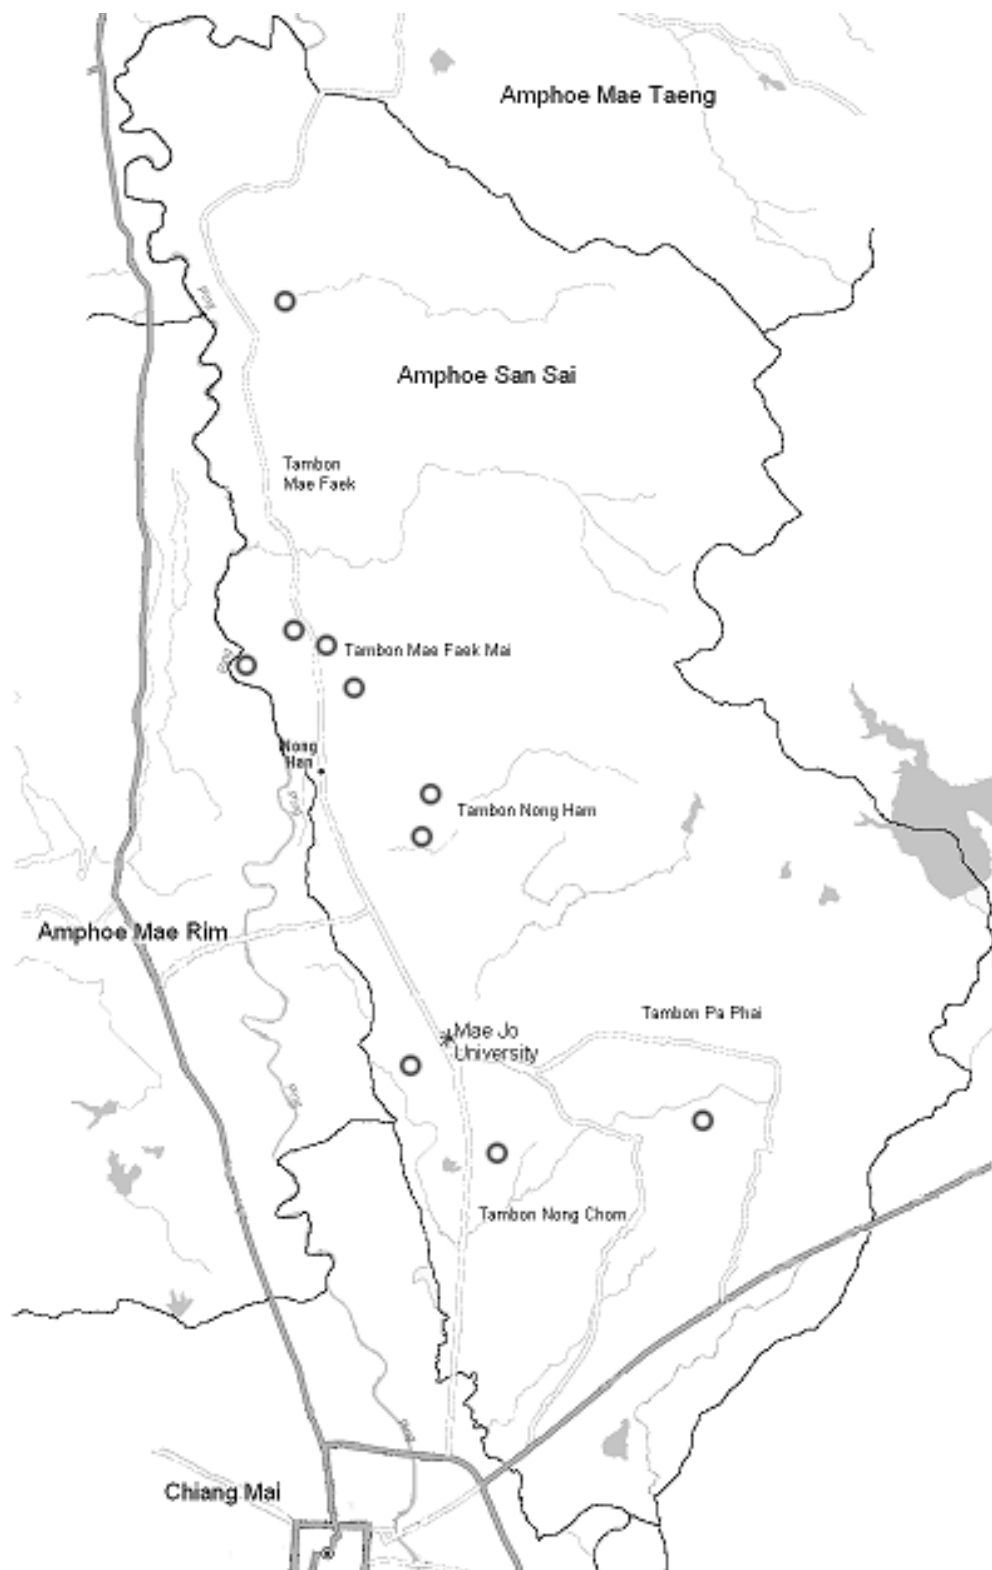 Amphoe Mae Taeng
Amphoe San Sai
Tambon
Mae Faek
Tambon Mae Faek Mai
Nong
Han
Tambon Nong Ham
Amphoe Mae Rim
Tambon Pa Phai
Mae Jo
University
Tambon Nong Chom
Chiang Mai